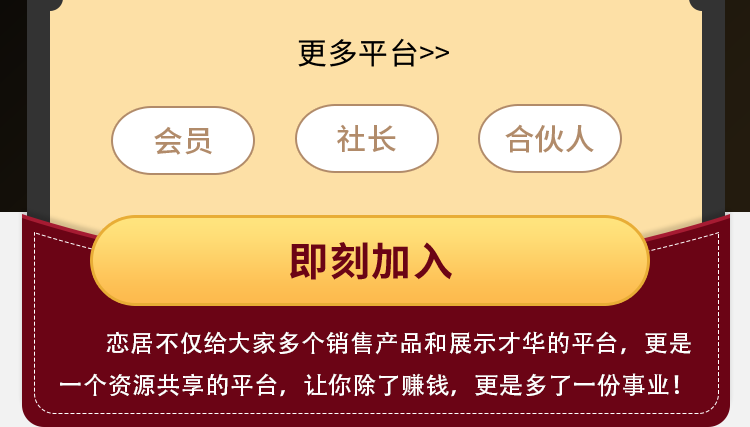 更多平台>>
会员
社长
合伙人
即刻加入
恋居不仅给大家多个销售产品和展示才华的平台，更是
一个资源共享的平台，让你除了赚钱，更是多了一份事业！